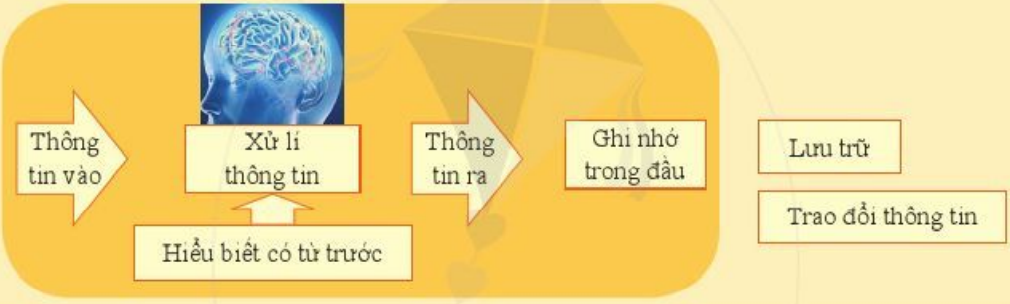 Thông
tin vào
Xử lí
thông tin
Thông
tin ra
Ghi nhớ
trong đầu
Lưu trữ
Trao đổi thông tin
Hiểu biết có từ trước